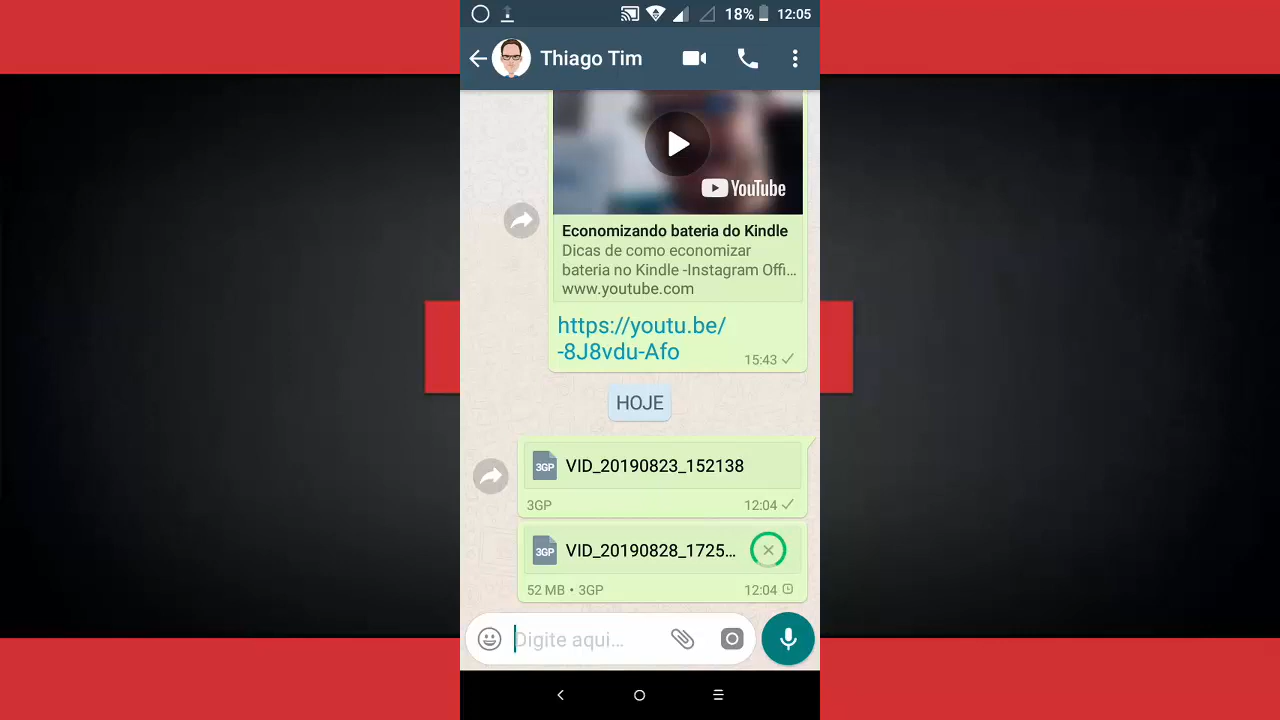 18% 12:05
Thiago Tim
YouTube
Economizando bateria do Kindle
Dicas de como economizar
bateria no Kindle -Instagram Offi...
www.youtube.com
https://youtu.be/
-8J8vdu-Afo
15:43
HOJE
3GP VID_20190823_152138
3GP 12:04
3GP VID_20190828_1725...
52 MB • 3GP 12:04
Digite aqui...